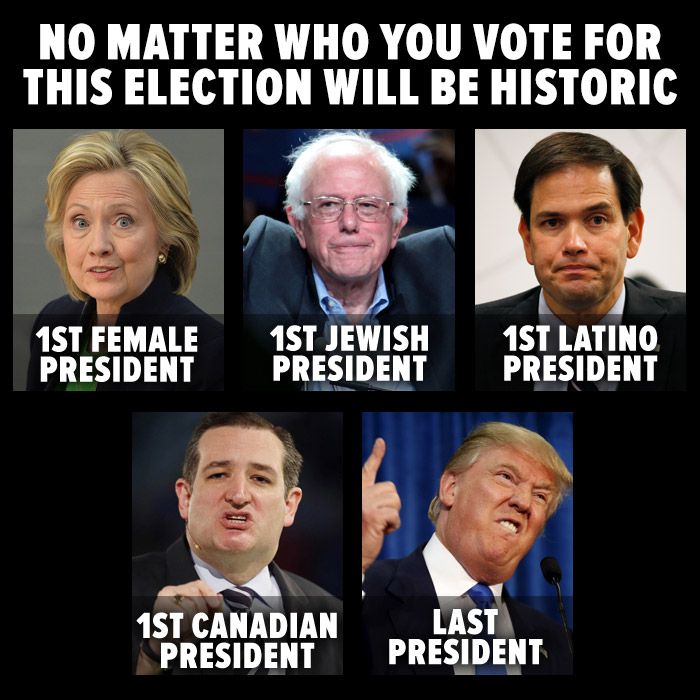 NO MATTER WHO YOU VOTE FOR
THIS ELECTION WILL BE HISTORIC
1ST FEMALE
PRESIDENT
1ST JEWISH
PRESIDENT
1ST LATINO
PRESIDENT
1ST CANADIAN
PRESIDENT
LAST
PRESIDENT